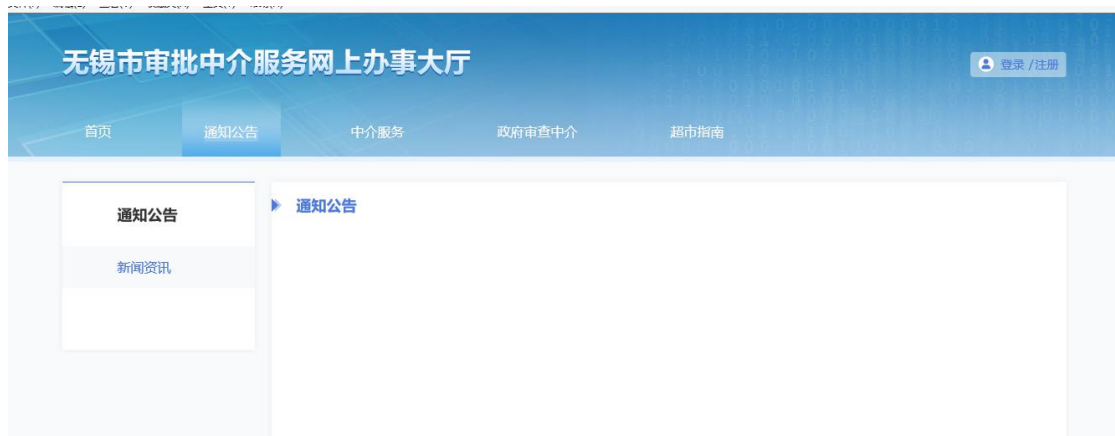 无锡市审批中介服务网上办事大厅
登录 /注册
首页 通知公告 中介服务 政府审查中介 超市指南
通知公告
通知公告
新闻资讯